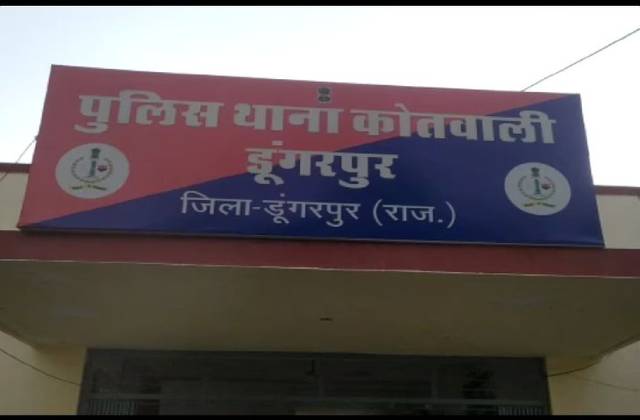 पुलिस थाना कोतवाली
डूंगरपुर
जिला-डूंगरपुर (राज.)